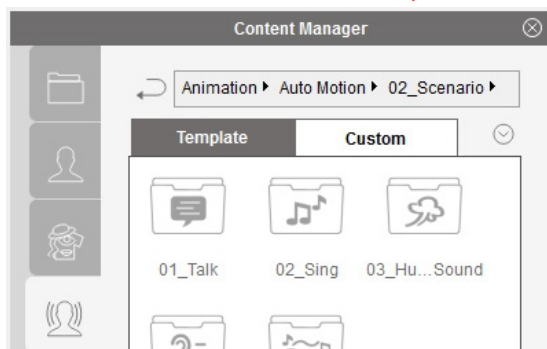 Content Manager
Animation ▸ Auto Motion ▸ 02_Scenario ▸
Template Custom
01_Talk 02_Sing 03_Hu...Sound